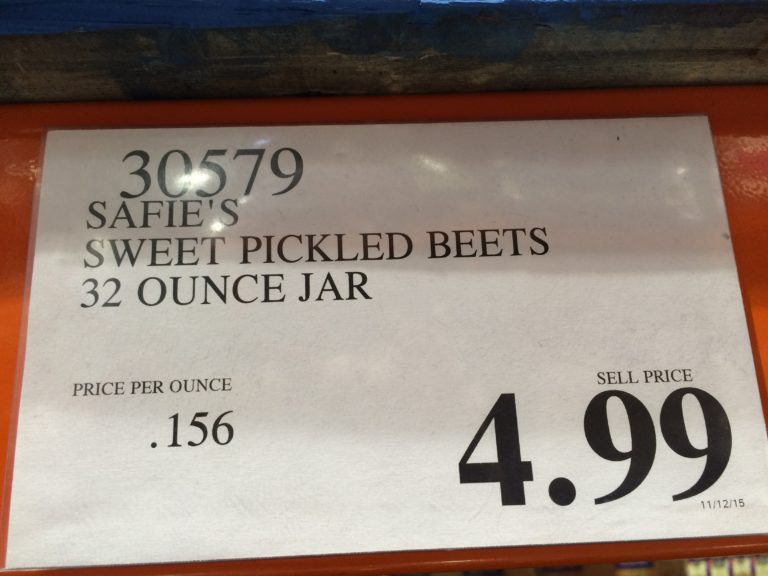 30579
SAFIE'S
SWEET PICKLED BEETS
32 OUNCE JAR
PRICE PER OUNCE
.156
SELL PRICE
4.99
11/12/15